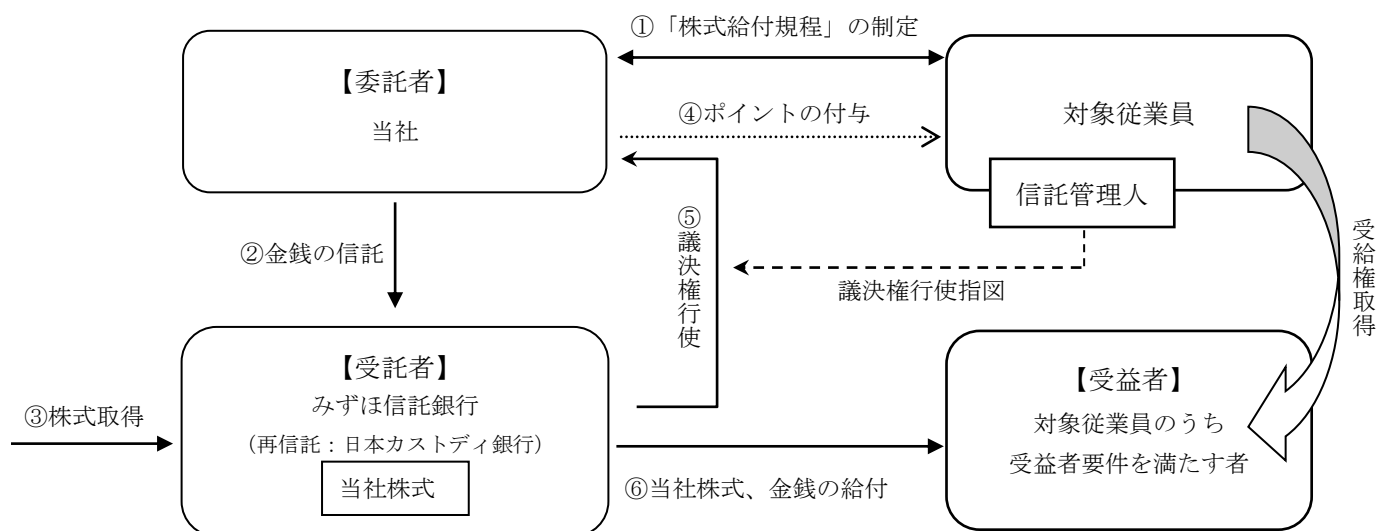 ①「株式給付規程」の制定
【委託者】
当社
④ポイントの付与
対象従業員
信託管理人
②金銭の信託
⑤議決権行使
議決権行使指図
受給権取得
【受託者】
みずほ信託銀行
(再信託：日本カストディ銀行)
当社株式
③株式取得
【受益者】
対象従業員のうち
受益者要件を満たす者
⑥当社株式、金銭の給付